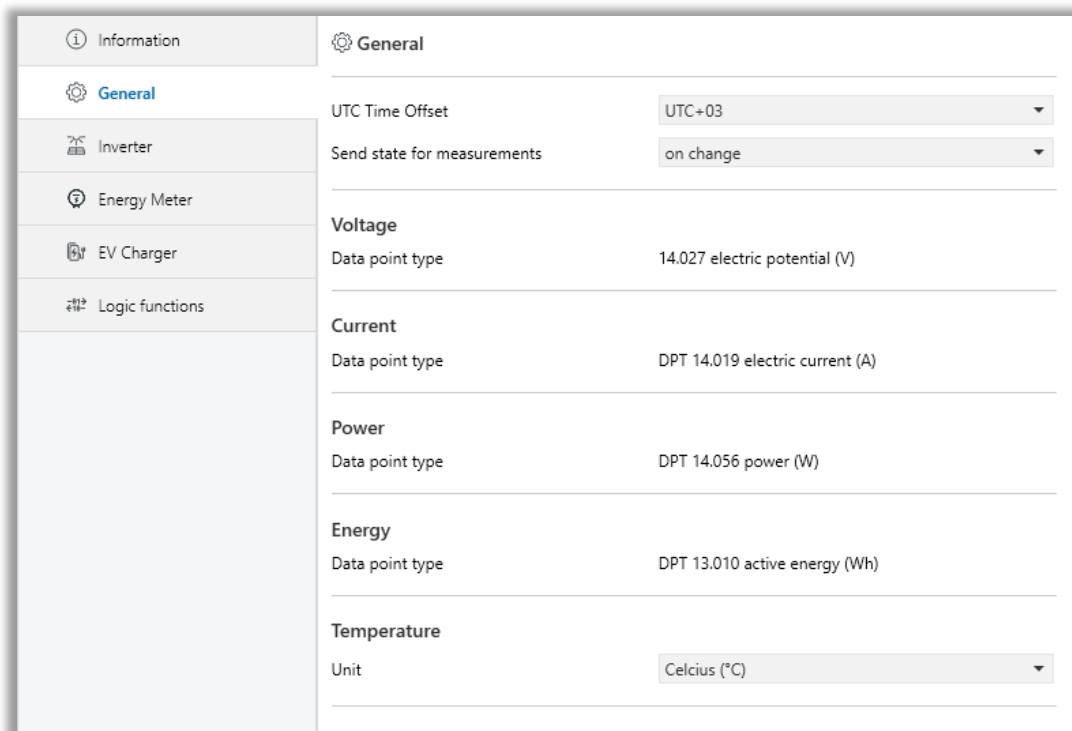 Information
General
Inverter
Energy Meter
EV Charger
Logic functions
General
UTC Time Offset UTC+03
Send state for measurements on change
Voltage
Data point type 14.027 electric potential (V)
Current
Data point type DPT 14.019 electric current (A)
Power
Data point type DPT 14.056 power (W)
Energy
Data point type DPT 13.010 active energy (Wh)
Temperature
Unit Celcius (°C)